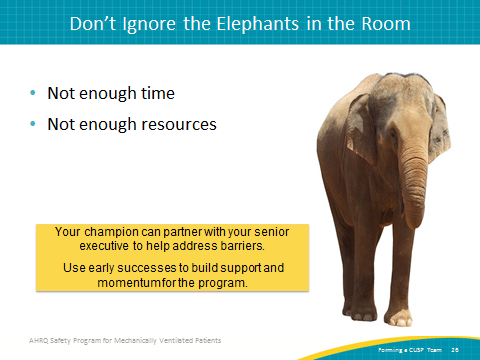 Don't Ignore the Elephants in the Room
• Not enough time
• Not enough resources
Your champion can partner with your senior
executive to help address barriers.
Use early successes to build support and
momentum for the program.
AHRQ Safety Program for Mechanically Ventilated Patients
Forming a CUSP Team 26